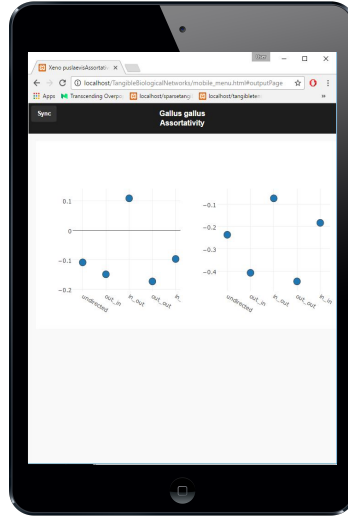 Xeno puslaevisAssortati
localhost/TangibleBiologicalNetworks/mobile_menu.html#outputPage
Apps
Transcending Overpo
localhost/sparsetangi
localhost/tangibleten
Sync
Gallus gallus
Assortativity
0.1
0
−0.1
−0.2
undirected
out_in
in_out
out_out
in_
−0.1
−0.2
−0.3
−0.4
undirected
out_in
in_out
out_out
in_in